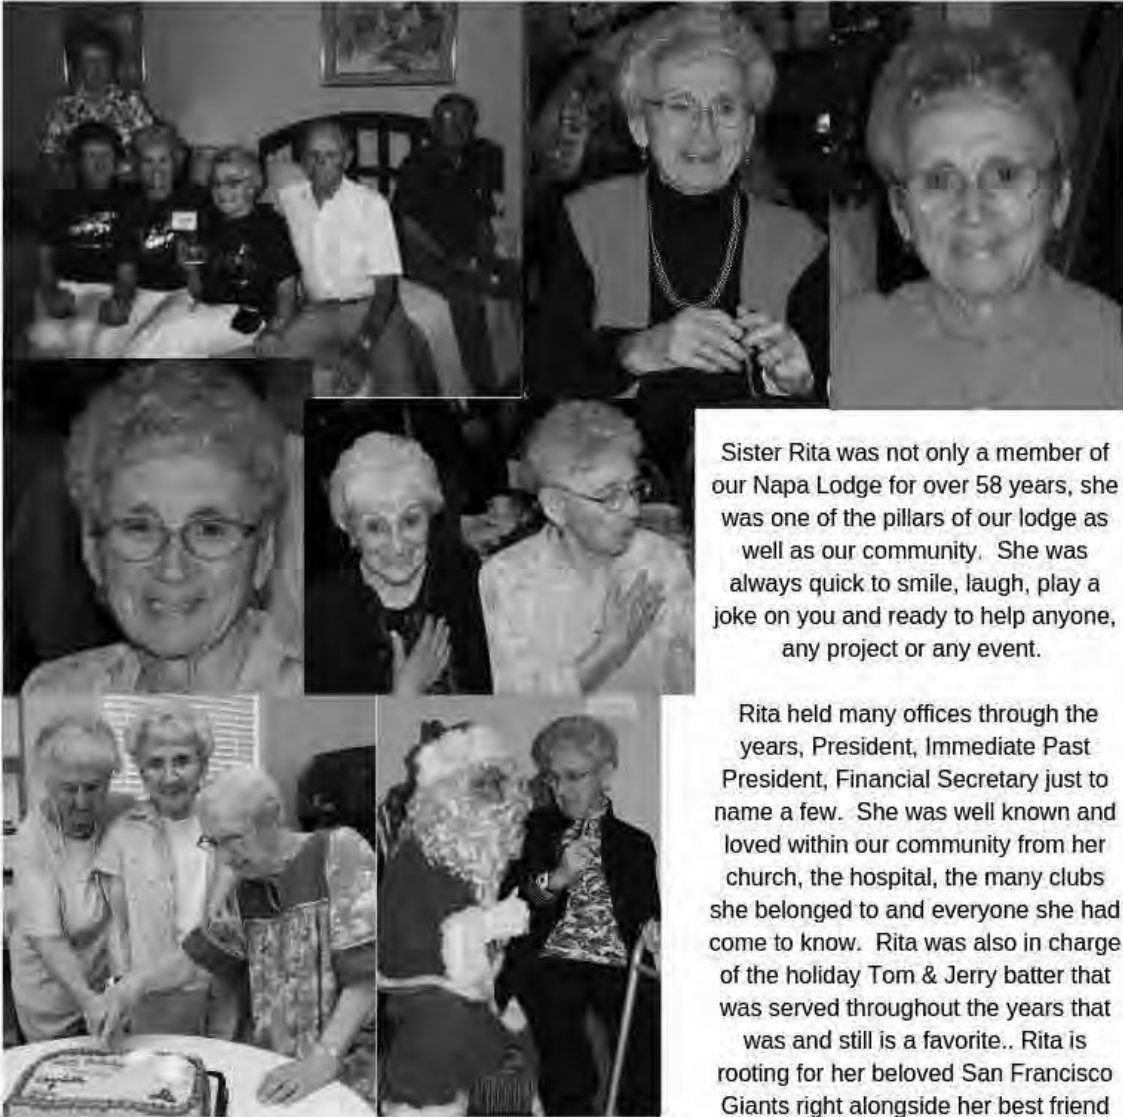 Sister Rita was not only a member of
our Napa Lodge for over 58 years, she
was one of the pillars of our lodge as
well as our community.  She was
always quick to smile, laugh, play a
joke on you and ready to help anyone,
any project or any event.
Rita held many offices through the
years, President, Immediate Past
President, Financial Secretary just to
name a few.  She was well known and
loved within our community from her
church, the hospital, the many clubs
she belonged to and everyone she had
come to know.  Rita was also in charge
of the holiday Tom & Jerry batter that
was served throughout the years that
was and still is a favorite.. Rita is
rooting for her beloved San Francisco
Giants right alongside her best friend